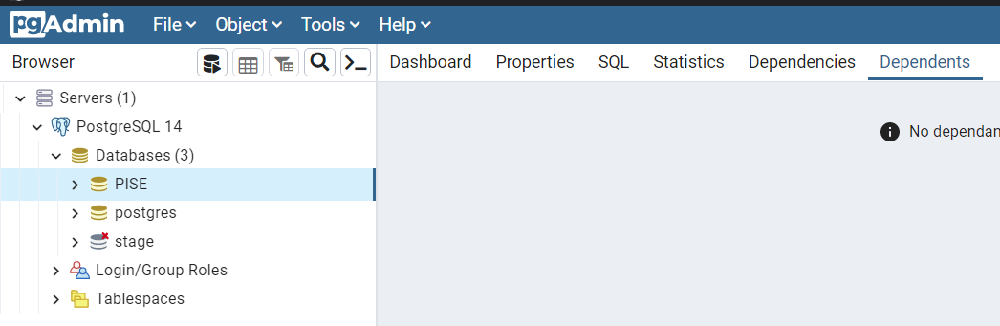 pgAdmin File Object Tools Help
Browser Dashboard Properties SQL Statistics Dependencies Dependents
Servers (1)
PostgreSQL 14 No dependan
Databases (3)
PISE
postgres
stage
Login/Group Roles
Tablespaces